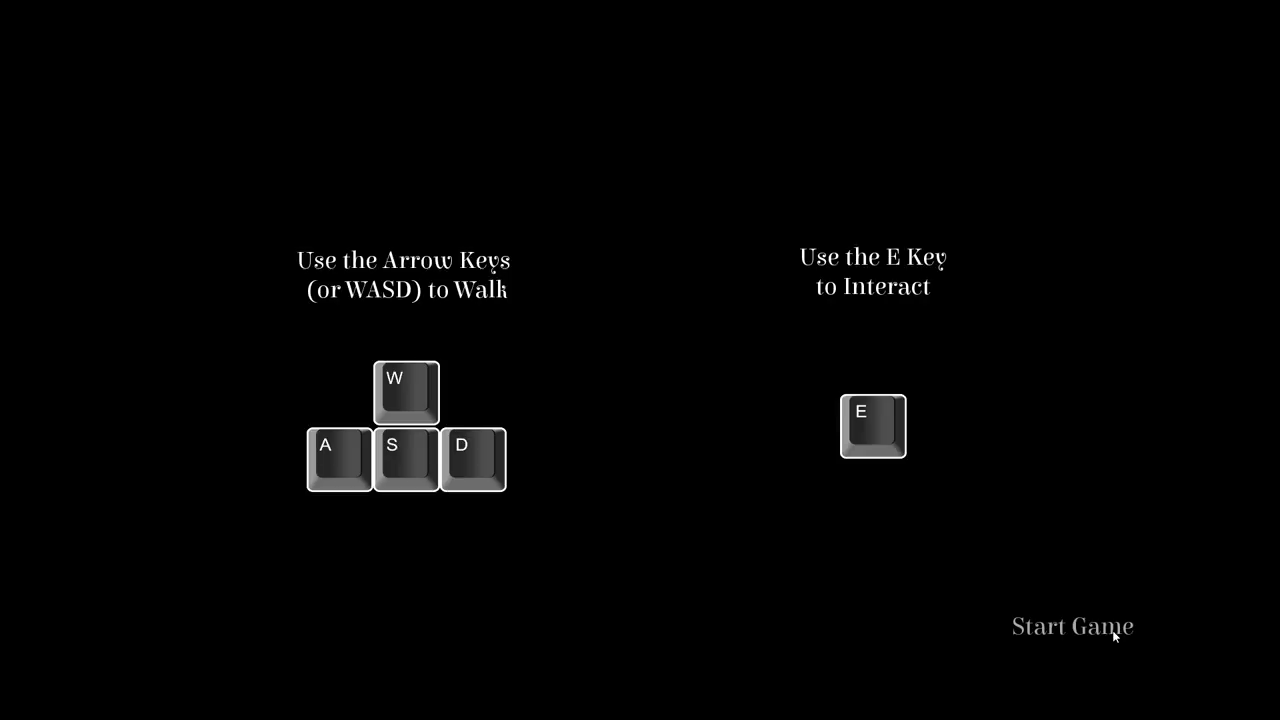 Use the Arrow Keys
(or WASD) to Walk
W
A S D
Use the E Key
to Interact
E
Start Game